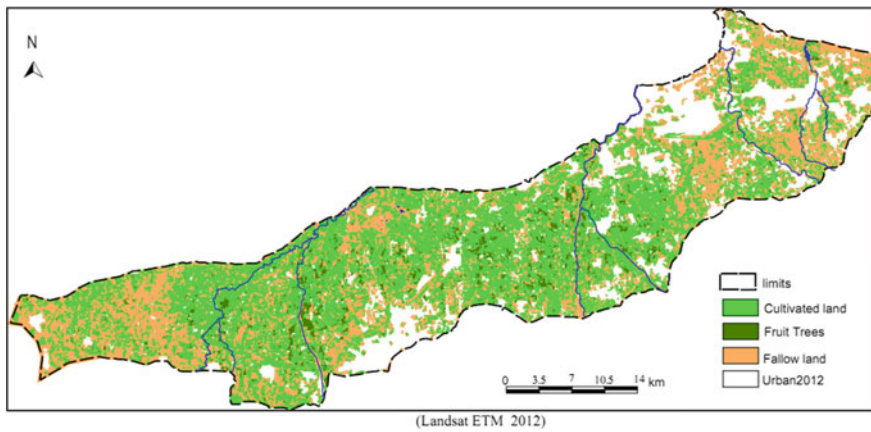 N
limits
Cultivated land
Fruit Trees
Fallow land
Urban2012
0 3.5 7 10.5 14 km
(Landsat ETM 2012)